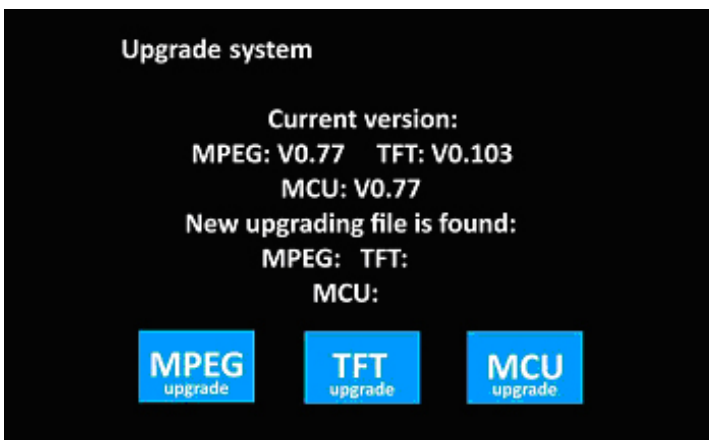 Upgrade system
Current version:
MPEG: V0.77 TFT: V0.103
MCU: V0.77
New upgrading file is found:
MPEG: TFT:
MCU:
MPEG TFT MCU
upgrade upgrade upgrade